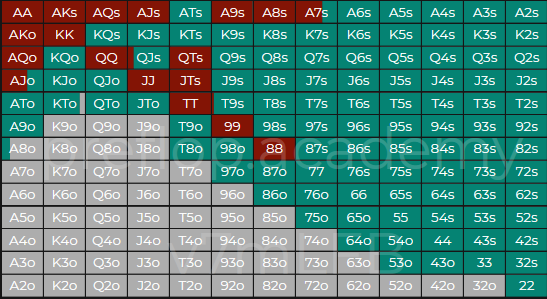 AA AKs AQs AJs ATs A9s A8s A7s A6s A5s A4s A3s A2s
AKo KK KQs KJs KTs K9s K8s K7s K6s K5s K4s K3s K2s
AQo KQo QQ QJs QTs Q9s Q8s Q7s Q6s Q5s Q4s Q3s Q2s
AJo KJo QJo JJ JTs J9s J8s J7s J6s J5s J4s J3s J2s
ATo KTo QTo JTo TT T9s T8s T7s T6s T5s T4s T3s T2s
A9o K9o Q9o J9o T9o 99 98s 97s 96s 95s 94s 93s 92s
A8o K8o Q8o J8o T8o 98o 88 87s 86s 85s 84s 83s 82s
preflop.academy
A7o K7o Q7o J7o T7o 97o 87o 77 76s 75s 74s 73s 72s
A6o K6o Q6o J6o T6o 96o 86o 76o 66 65s 64s 63s 62s
A5o K5o Q5o J5o T5o 95o 85o 75o 65o 55 54s 53s 52s
A4o K4o Q4o J4o T4o 94o 84o 74o 64o 54o 44 43s 42s
A3o K3o Q3o J3o T3o 93o 83o 73o 63o 53o 43o 33 32s
A2o K2o Q2o J2o T2o 92o 82o 72o 62o 52o 42o 32o 22